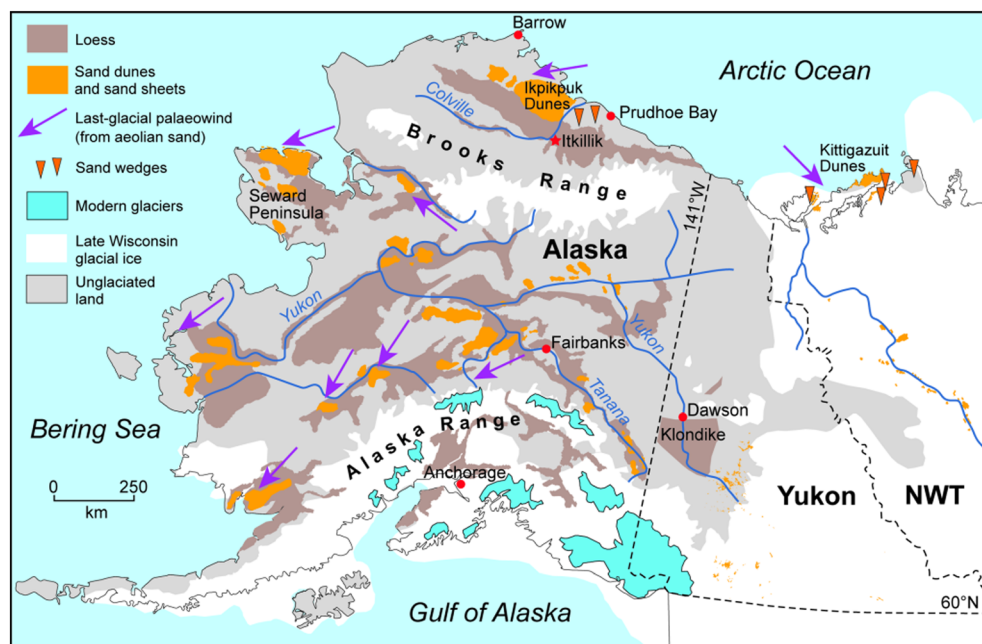 Loess
Sand dunes
and sand sheets
Last-glacial palaeowind
(from aeolian sand)
Sand wedges
Modern glaciers
Late Wisconsin
glacial ice
Unglaciated
land
Barrow
Arctic Ocean
Ikpikpuk
Dunes
Colville
Prudhoe Bay
Itkillik
Brooks Range
Kittigazuit
Dunes
141°W
Seward
Peninsula
Alaska
Yukon
Yukon
Fairbanks
Tanana
Dawson
Klondike
Bering Sea
Alaska Range
Anchorage
0 250
km
Yukon
NWT
Gulf of Alaska
60°N